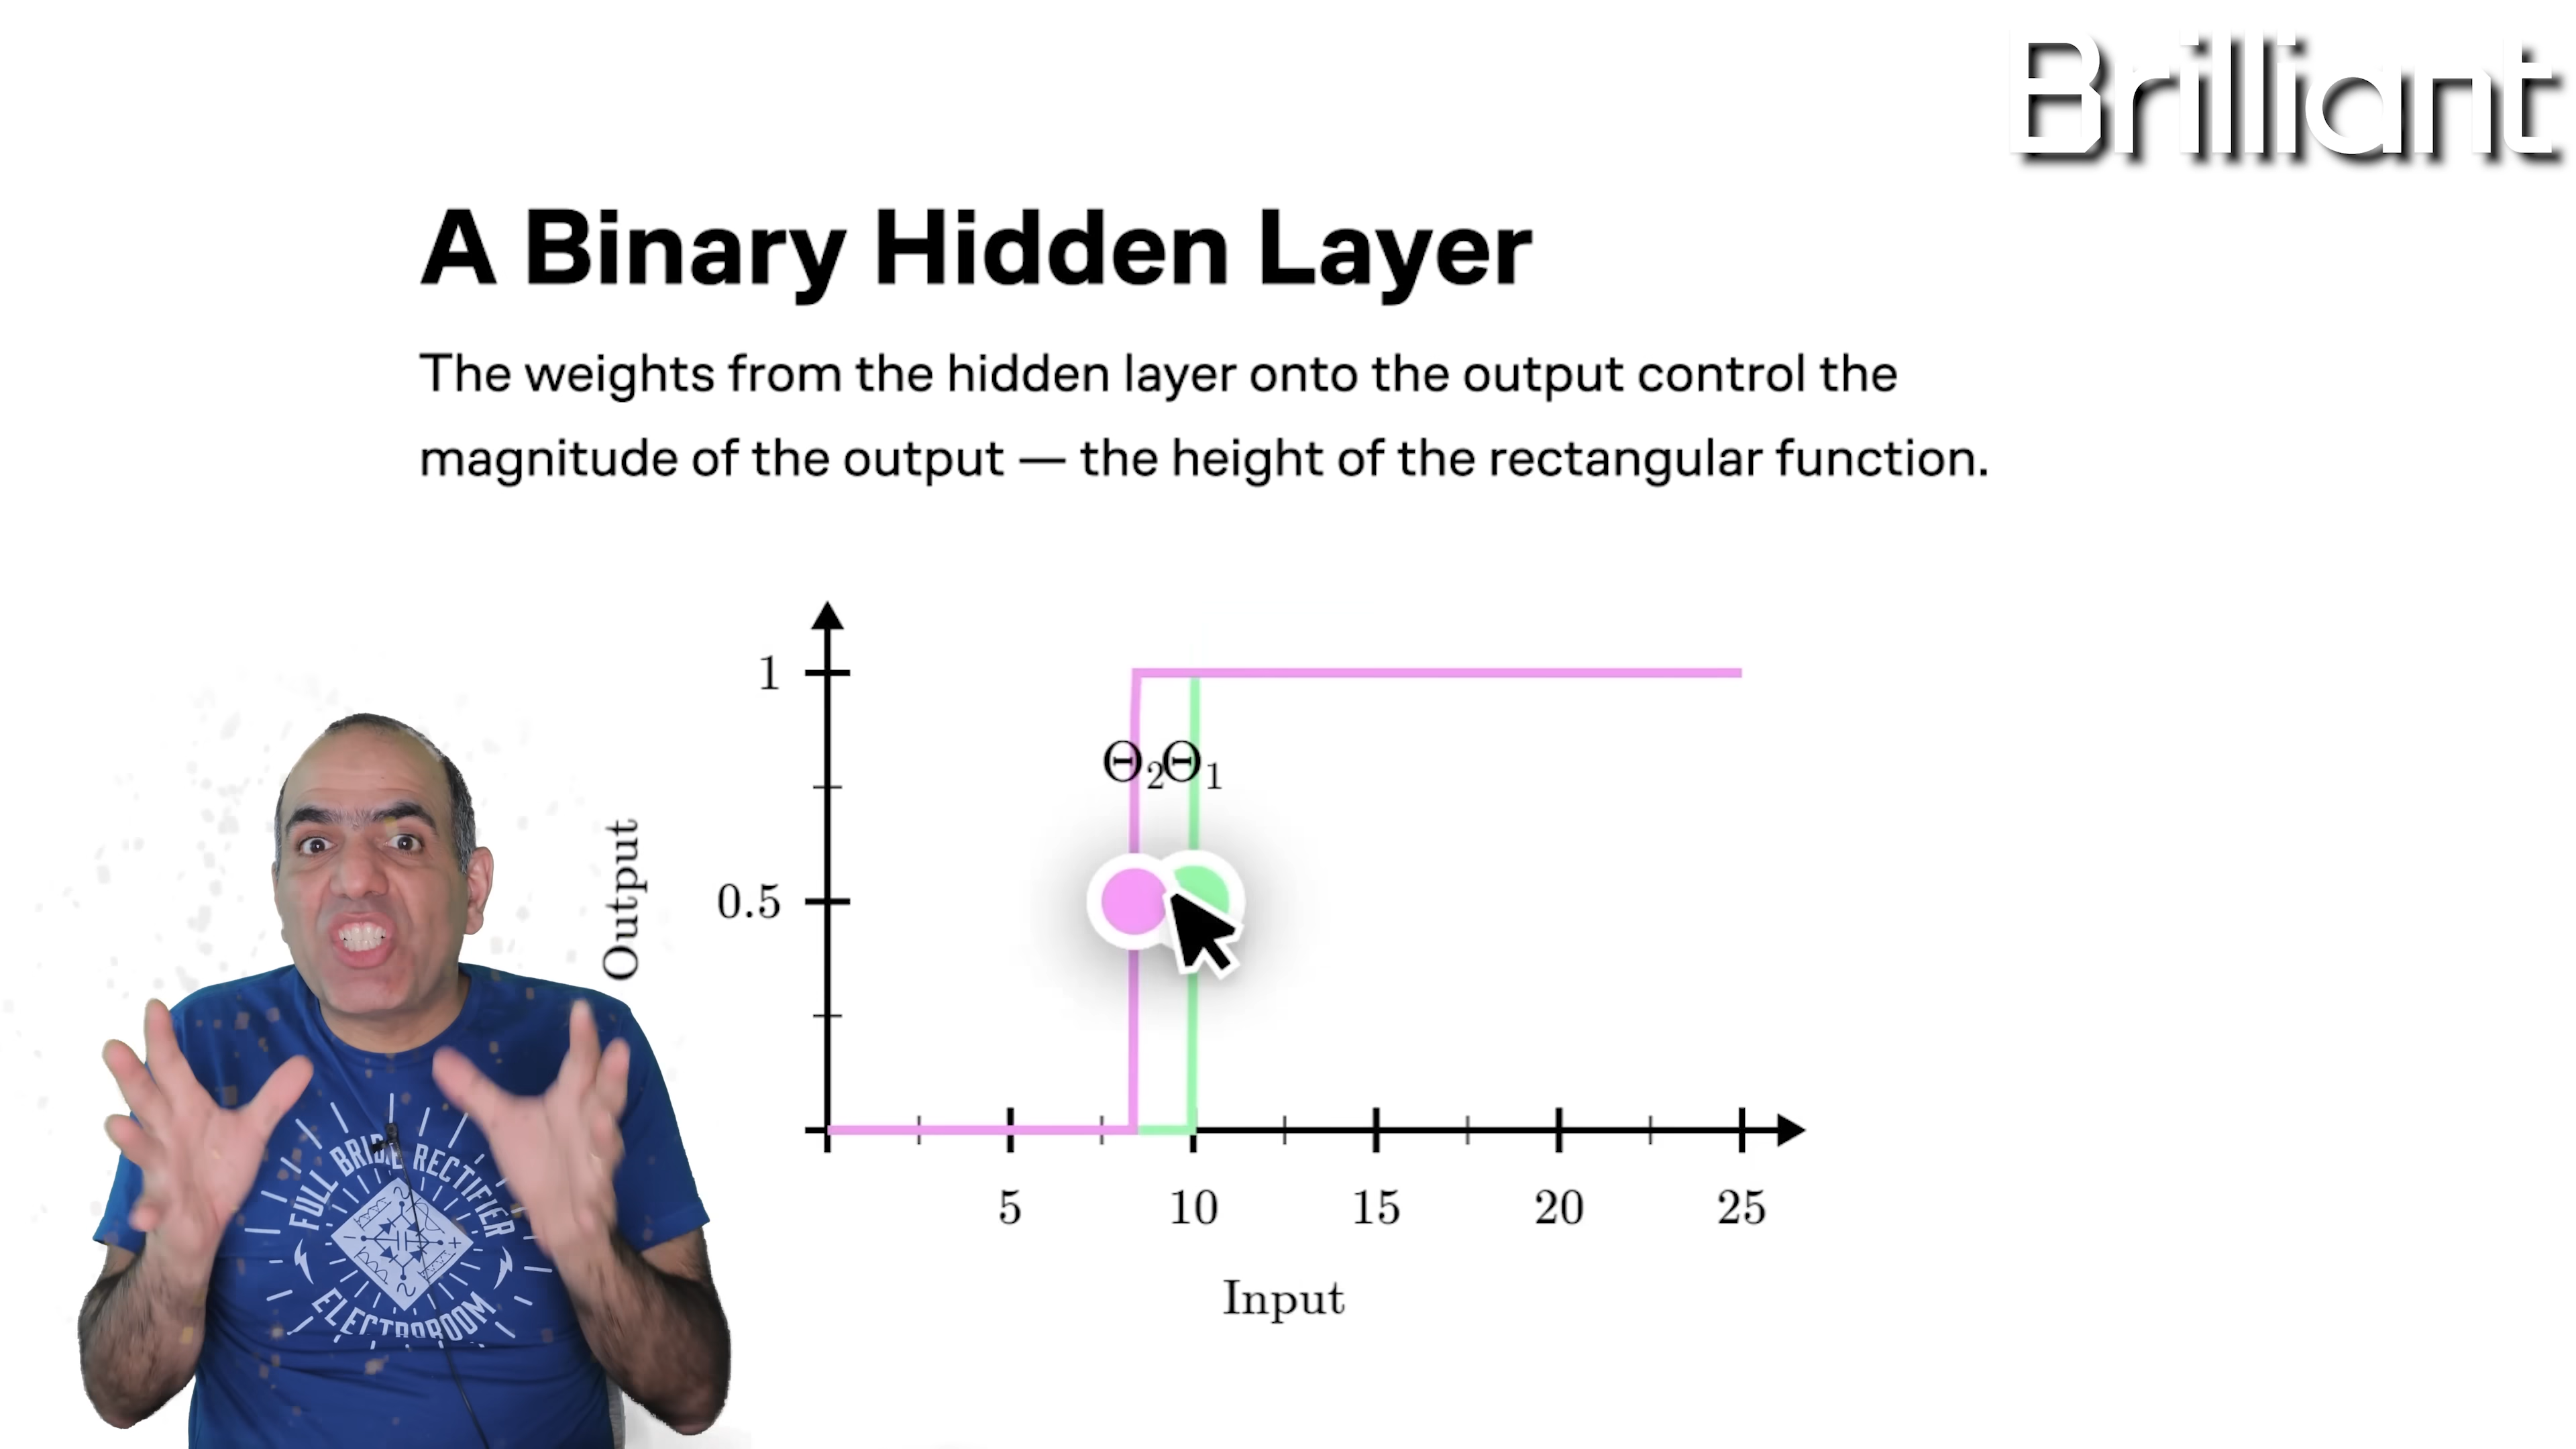 Brilliant
A Binary Hidden Layer
The weights from the hidden layer onto the output control the
magnitude of the output — the height of the rectangular function.
1
Θ₂Θ₁
0.5
Output
5 10 15 20 25
Input
FULL BRIDGE RECTIFIER
ELECTROBOOM